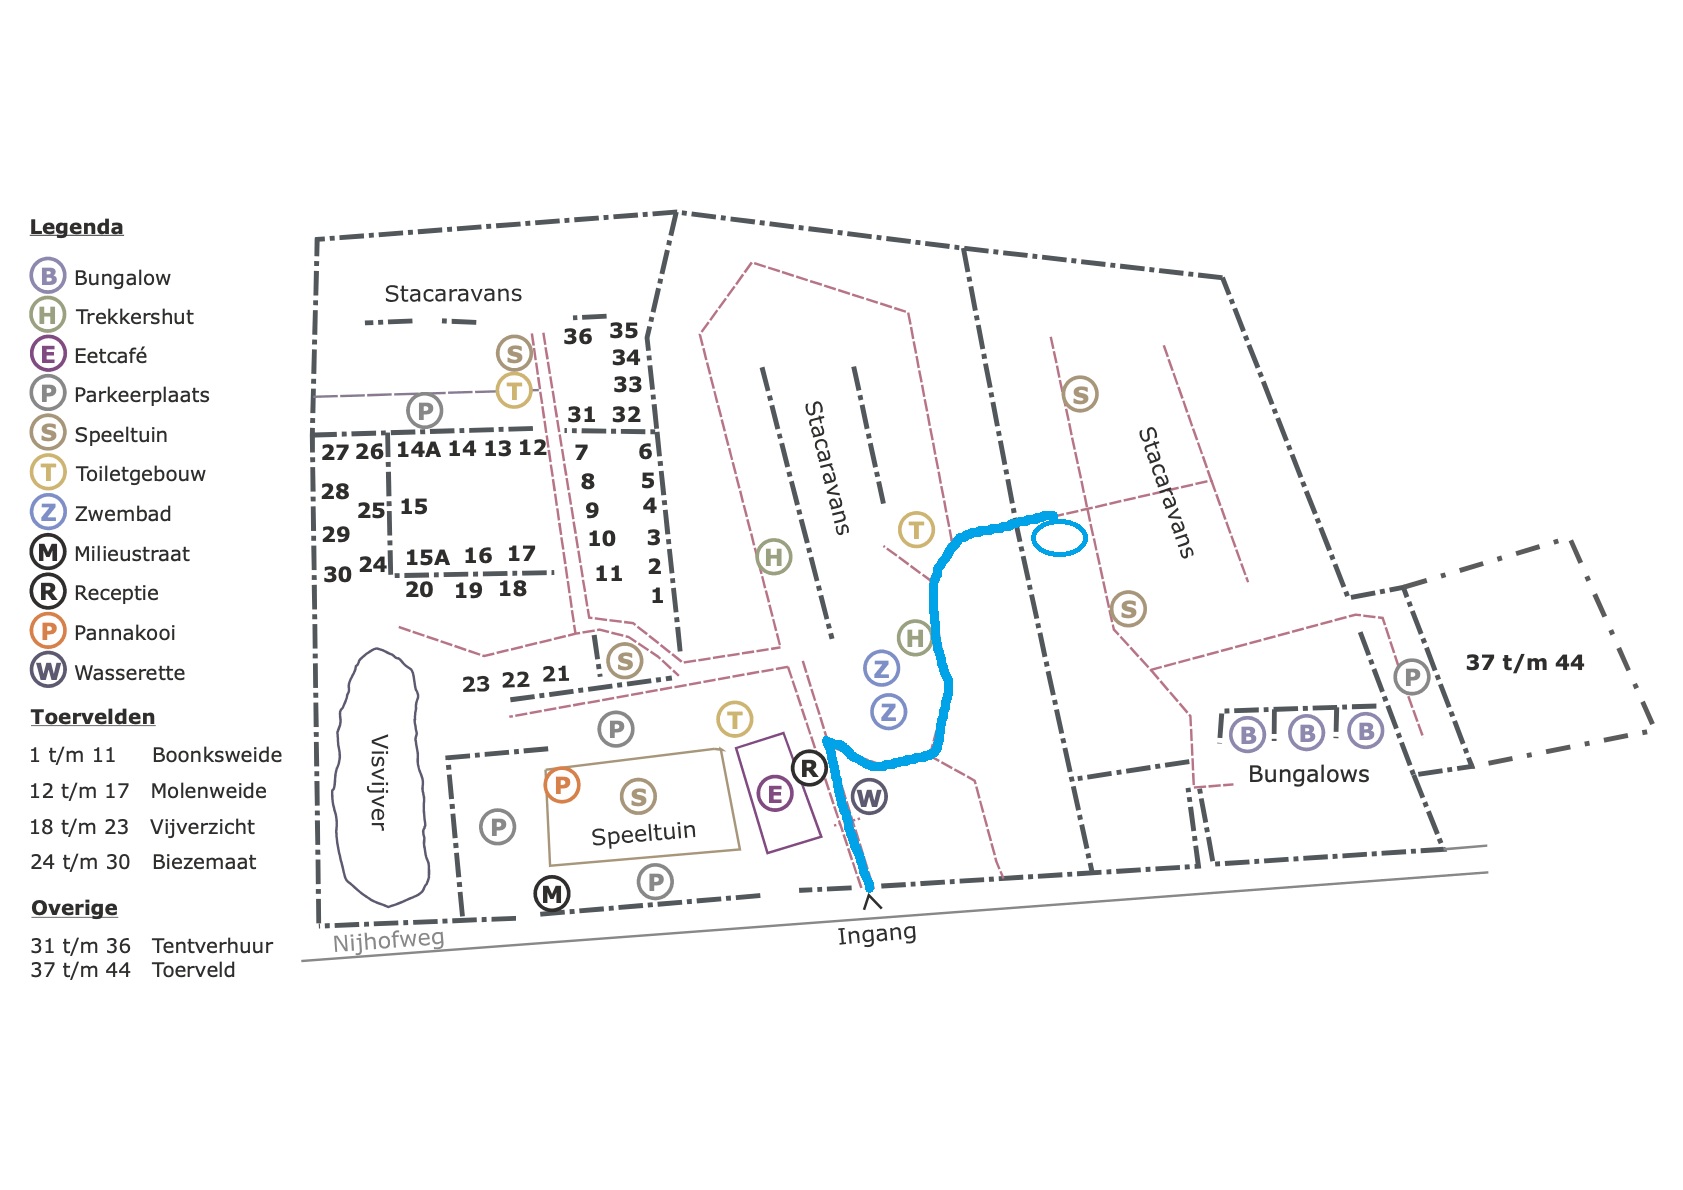 Legenda
B Bungalow
H Trekkershut
E Eetcafé
P Parkeerplaats
S Speeltuin
T Toiletgebouw
Z Zwembad
M Milieustraat
R Receptie
P Pannakooi
W Wasserette
Toervelden
1 t/m 11 Boonksweide
12 t/m 17 Molenweide
18 t/m 23 Vijverzicht
24 t/m 30 Biezemaat
Overige
31 t/m 36 Tentverhuur
37 t/m 44 Toerveld
Stacaravans
S
T
P
36 35
34
33
31 32
27 26 14A 14 13 12
7 6
28
8 5
25 15
9 4
29
10 3
30 24 15A 16 17
11 2
20 19 18
1
23 22 21
S
Visvijver
P
T
P
S
Speeltuin
P
M
P
E
R
W
Nijhofweg
Ingang
Stacaravans
H
T
H
Z
Z
S
Stacaravans
S
P
37 t/m 44
B B B
Bungalows